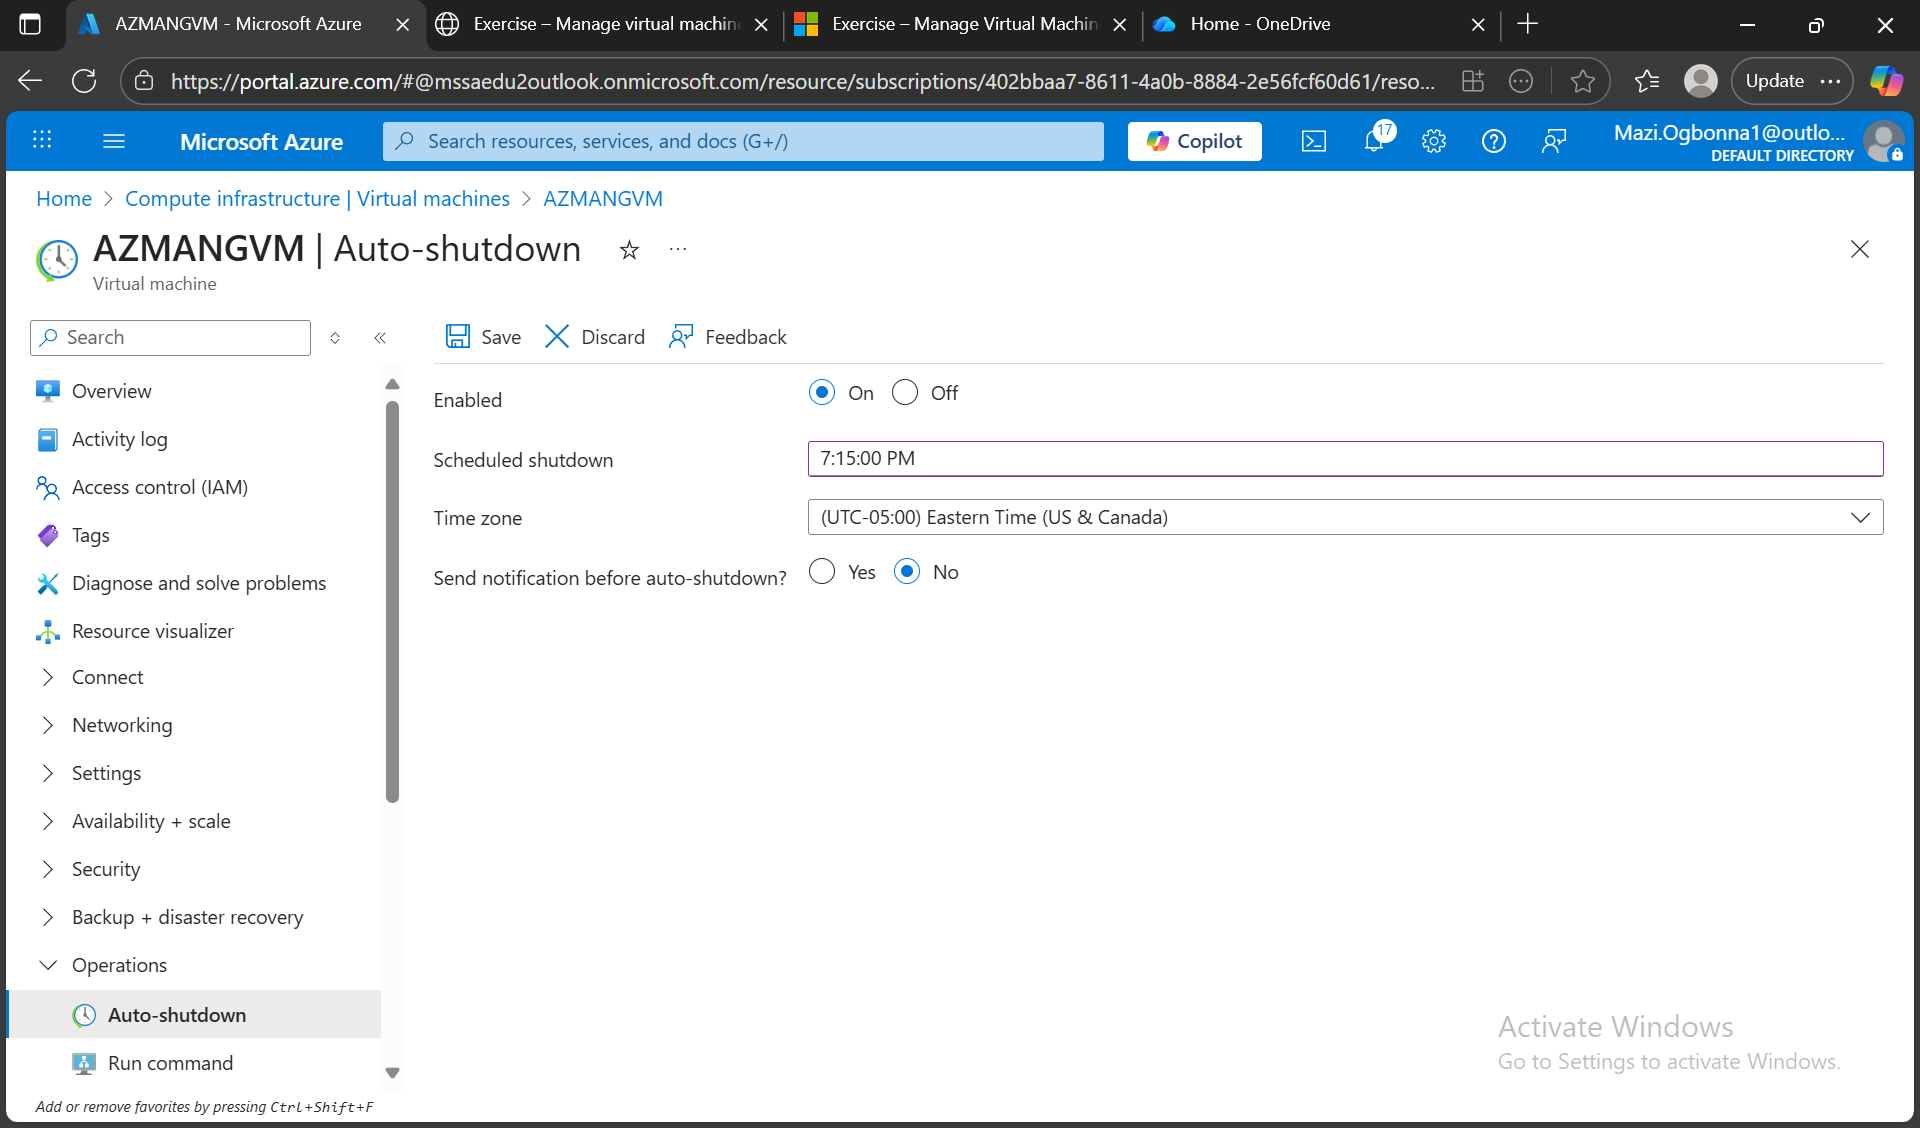 AZMANGVM - Microsoft Azure
Exercise – Manage virtual machin
Exercise – Manage Virtual Machin
Home - OneDrive
https://portal.azure.com/#@mssaedu2outlook.onmicrosoft.com/resource/subscriptions/402bbaa7-8611-4a0b-8884-2e56fcf60d61/reso...
Update
Microsoft Azure
Search resources, services, and docs (G+/)
Copilot
17
Mazi.Ogbonna1@outlo...
DEFAULT DIRECTORY
Home > Compute infrastructure | Virtual machines > AZMANGVM
AZMANGVM | Auto-shutdown
Virtual machine
Search
Save
Discard
Feedback
Overview
Activity log
Access control (IAM)
Tags
Diagnose and solve problems
Resource visualizer
Connect
Networking
Settings
Availability + scale
Security
Backup + disaster recovery
Operations
Auto-shutdown
Run command
Add or remove favorites by pressing Ctrl+Shift+F
Enabled
On
Off
Scheduled shutdown
7:15:00 PM
Time zone
(UTC-05:00) Eastern Time (US & Canada)
Send notification before auto-shutdown?
Yes
No
Activate Windows
Go to Settings to activate Windows.